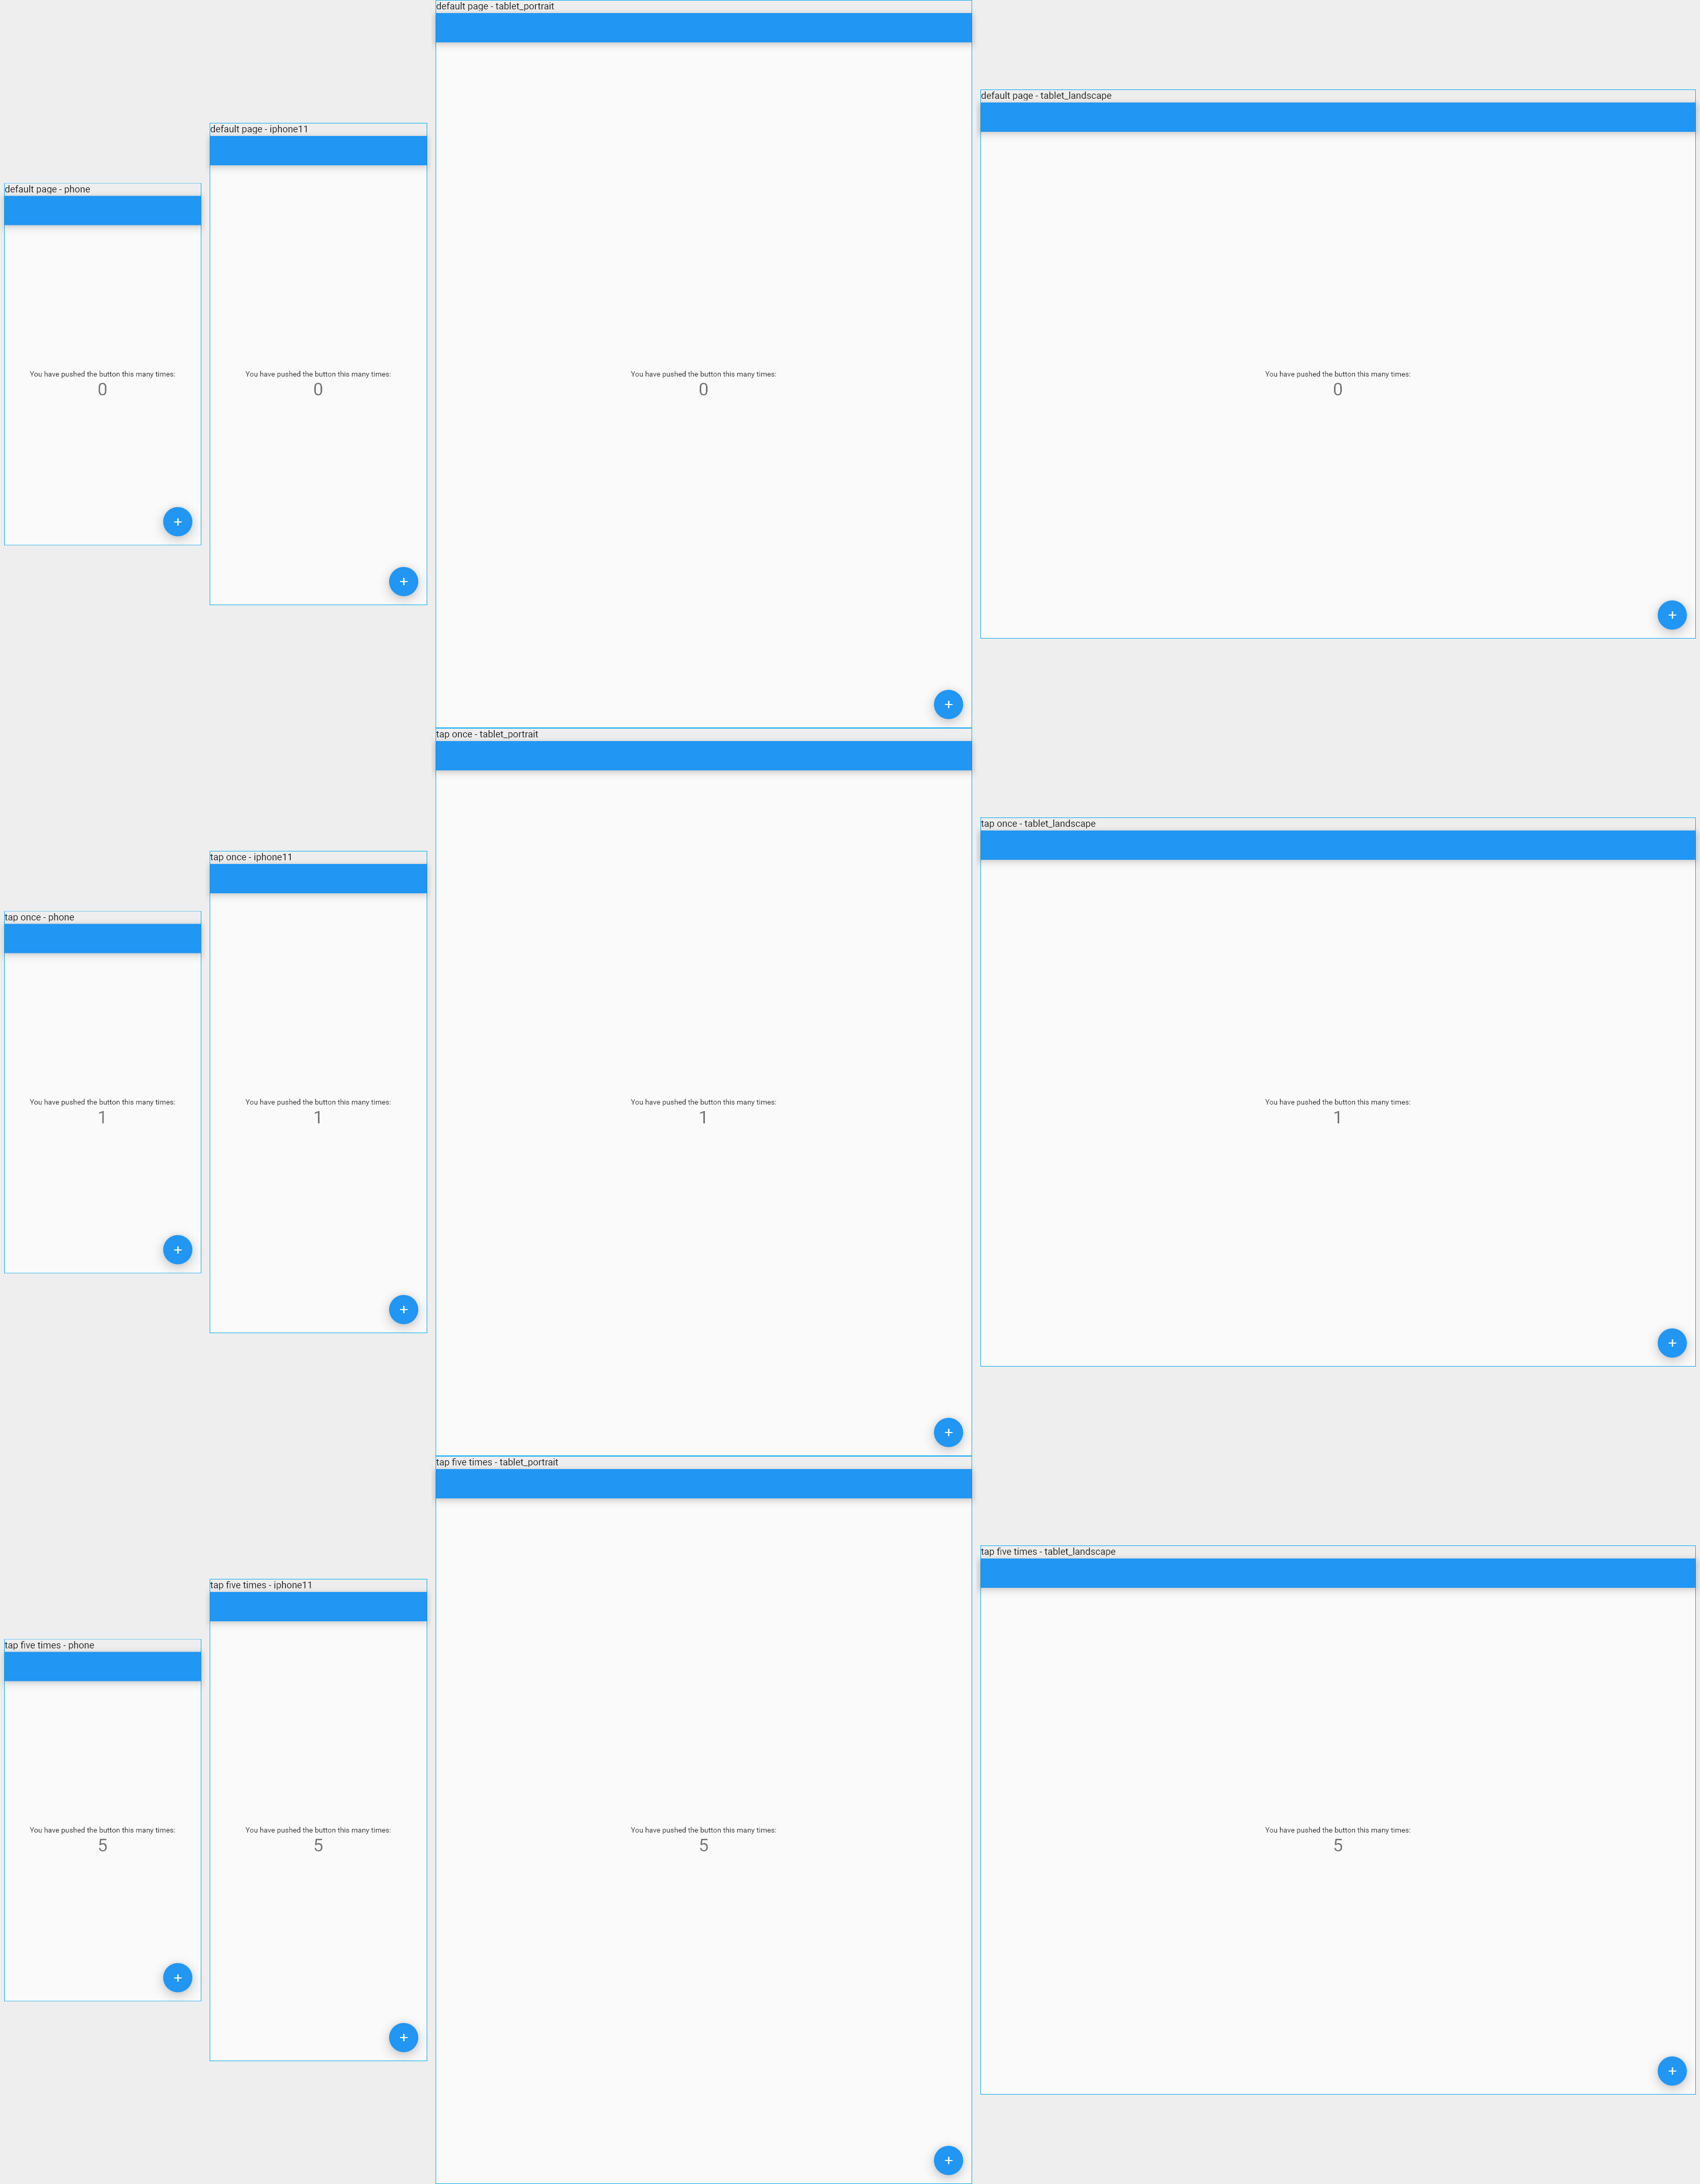 default page - phone
You have pushed the button this many times:
0
+
default page - iphone11
You have pushed the button this many times:
0
+
default page - tablet_portrait
You have pushed the button this many times:
0
+
default page - tablet_landscape
You have pushed the button this many times:
0
+
tap once - phone
You have pushed the button this many times:
1
+
tap once - iphone11
You have pushed the button this many times:
1
+
tap once - tablet_portrait
You have pushed the button this many times:
1
+
tap once - tablet_landscape
You have pushed the button this many times:
1
+
tap five times - phone
You have pushed the button this many times:
5
+
tap five times - iphone11
You have pushed the button this many times:
5
+
tap five times - tablet_portrait
You have pushed the button this many times:
5
+
tap five times - tablet_landscape
You have pushed the button this many times:
5
+